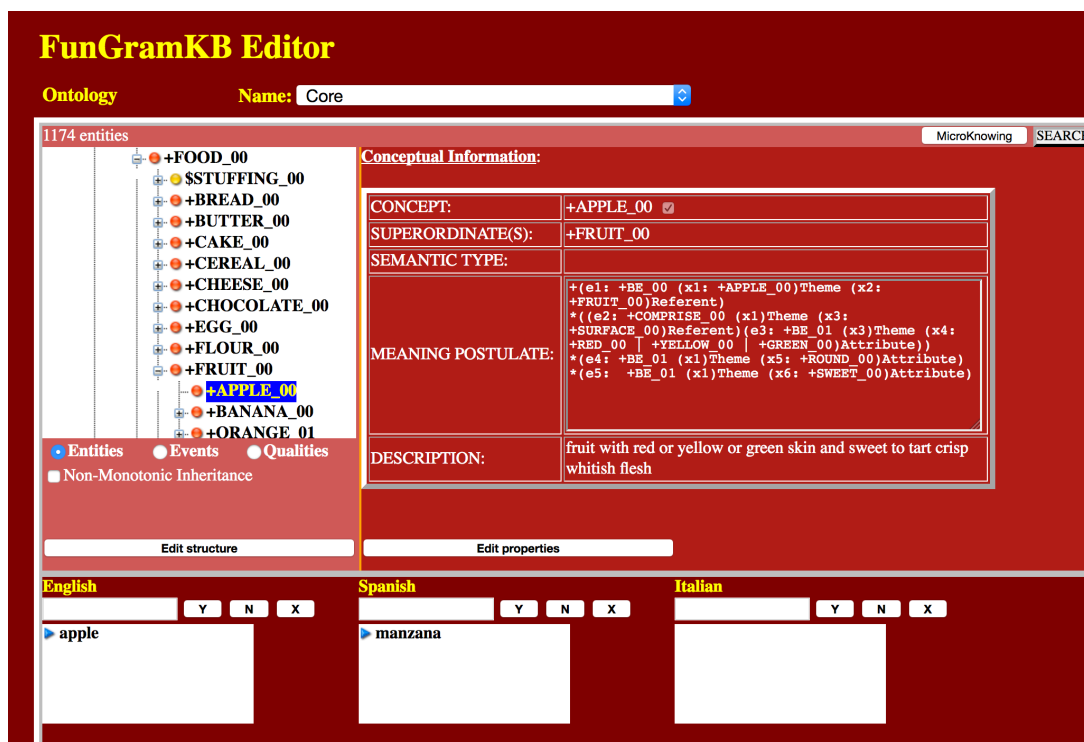 FunGramKB Editor
Ontology Name: Core
1174 entities MicroKnowing
+FOOD_00
$STUFFING_00
+BREAD_00
+BUTTER_00
+CAKE_00
+CEREAL_00
+CHEESE_00
+CHOCOLATE_00
+EGG_00
+FLOUR_00
+FRUIT_00
+APPLE_00
+BANANA_00
+ORANGE_01
Entities Events Qualities
Non-Monotonic Inheritance
Edit structure
Conceptual Information:
CONCEPT: +APPLE_00
SUPERORDINATE(S): +FRUIT_00
SEMANTIC TYPE:
MEANING POSTULATE:
+(e1: +BE_00 (x1: +APPLE_00)Theme (x2:
+FRUIT_00)Referent)
*((e2: +COMPRISE_00 (x1)Theme (x3:
+SURFACE_00)Referent)(e3: +BE_01 (x3)Theme (x4:
+RED_00 | +YELLOW_00 | +GREEN_00)Attribute))
*(e4: +BE_01 (x1)Theme (x5: +ROUND_00)Attribute)
*(e5: +BE_01 (x1)Theme (x6: +SWEET_00)Attribute)
DESCRIPTION:
fruit with red or yellow or green skin and sweet to tart crisp
whitish flesh
Edit properties
English Spanish Italian
Y N X Y N X Y N X
apple manzana